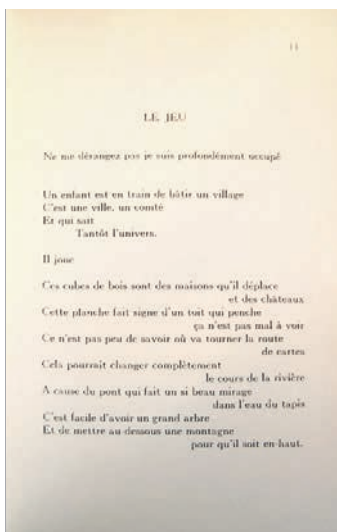 11
LE JEU
Ne me dérangez pas je suis profondément occupé
Un enfant est en train de bâtir un village
C'est une ville, un comté
Et qui sait
Tantôt l'univers.
Il joue
Ces cubes de bois sont des maisons qu'il déplace
et des châteaux
Cette planche fait signe d'un toit qui penche
ça n'est pas mal à voir
Ce n'est pas peu de savoir où va tourner la route
de cartes
Cela pourrait changer complètement
le cours de la rivière
A cause du pont qui fait un si beau mirage
dans l'eau du tapis
C'est facile d'avoir un grand arbre
Et de mettre au-dessous une montagne
pour qu'il soit en-haut.